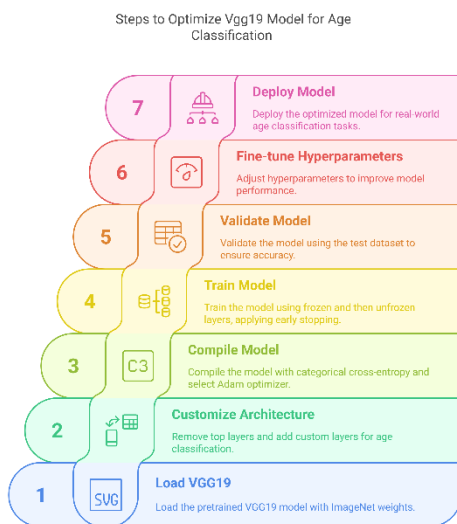 Steps to Optimize Vgg19 Model for Age
Classification
7
Deploy Model
Deploy the optimized model for real-world
age classification tasks.
6
Fine-tune Hyperparameters
Adjust hyperparameters to improve model
performance.
5
Validate Model
Validate the model using the test dataset to
ensure accuracy.
4
Train Model
Train the model using frozen and then unfrozen
layers, applying early stopping.
3
C3
Compile Model
Compile the model with categorical cross-entropy and
select Adam optimizer.
2
Customize Architecture
Remove top layers and add custom layers for age
classification.
1
SVG
Load VGG19
Load the pretrained VGG19 model with ImageNet weights.